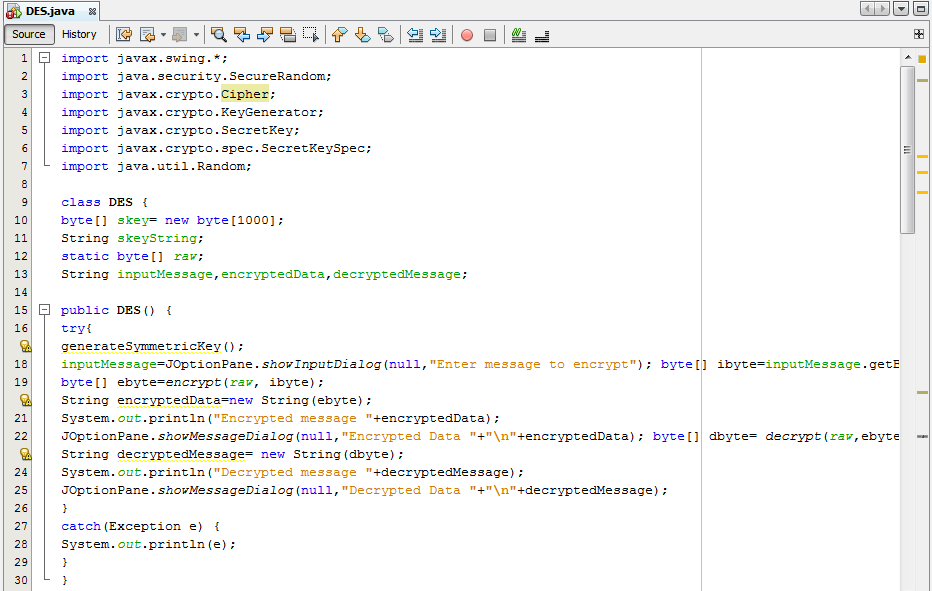 DES.java
Source History
1 import javax.swing.*;
2 import java.security.SecureRandom;
3 import javax.crypto.Cipher;
4 import javax.crypto.KeyGenerator;
5 import javax.crypto.SecretKey;
6 import javax.crypto.spec.SecretKeySpec;
7 import java.util.Random;
8
9 class DES {
10 byte[] skey= new byte[1000];
11 String skeyString;
12 static byte[] raw;
13 String inputMessage,encryptedData,decryptedMessage;
14
15 public DES() {
16 try{
generateSymmetricKey();
18 inputMessage=JOptionPane.showInputDialog(null,"Enter message to encrypt"); byte[] ibyte=inputMessage.getB
19 byte[] ebyte=encrypt(raw, ibyte);
String encryptedData=new String(ebyte);
21 System.out.println("Encrypted message "+encryptedData);
22 JOptionPane.showMessageDialog(null,"Encrypted Data "+"\n"+encryptedData); byte[] dbyte= decrypt(raw,ebyte
String decryptedMessage= new String(dbyte);
24 System.out.println("Decrypted message "+decryptedMessage);
25 JOptionPane.showMessageDialog(null,"Decrypted Data "+"\n"+decryptedMessage);
26 }
27 catch(Exception e) {
28 System.out.println(e);
29 }
30 }